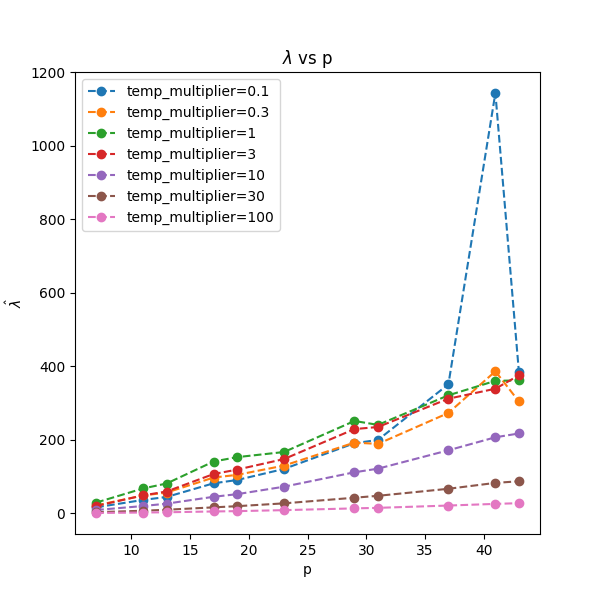 λ vs p
1200
1000
800
600
400
200
0
λ̂
temp_multiplier=0.1
temp_multiplier=0.3
temp_multiplier=1
temp_multiplier=3
temp_multiplier=10
temp_multiplier=30
temp_multiplier=100
10 15 20 25 30 35 40
p